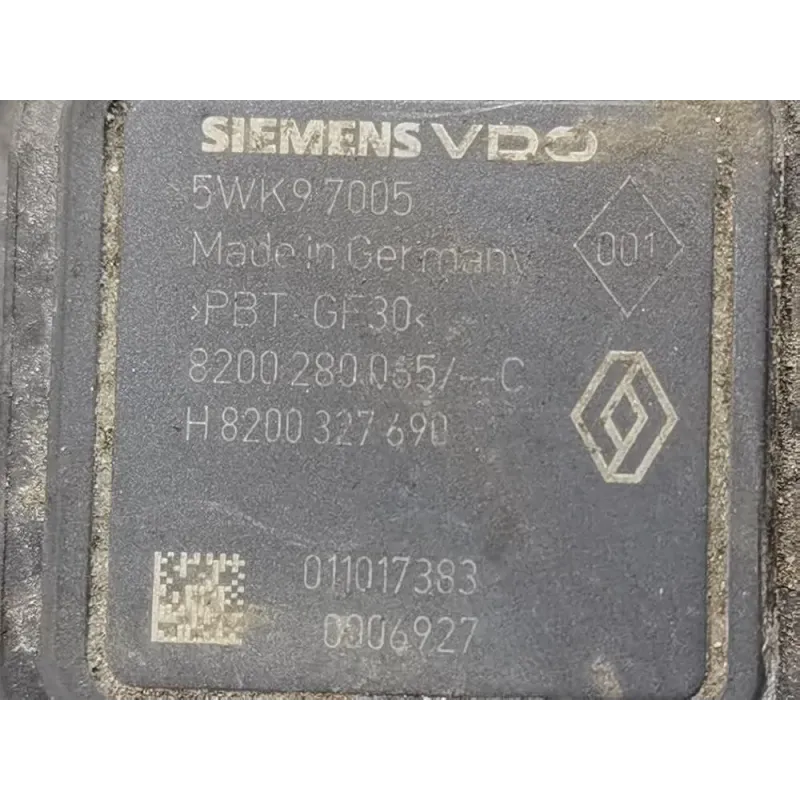 SIEMENS VDO
5WK9 7005
Made in Germany
001
>PBT-GF30<
8200 280 065/--C
H 8200 327 690
011017383
0006927